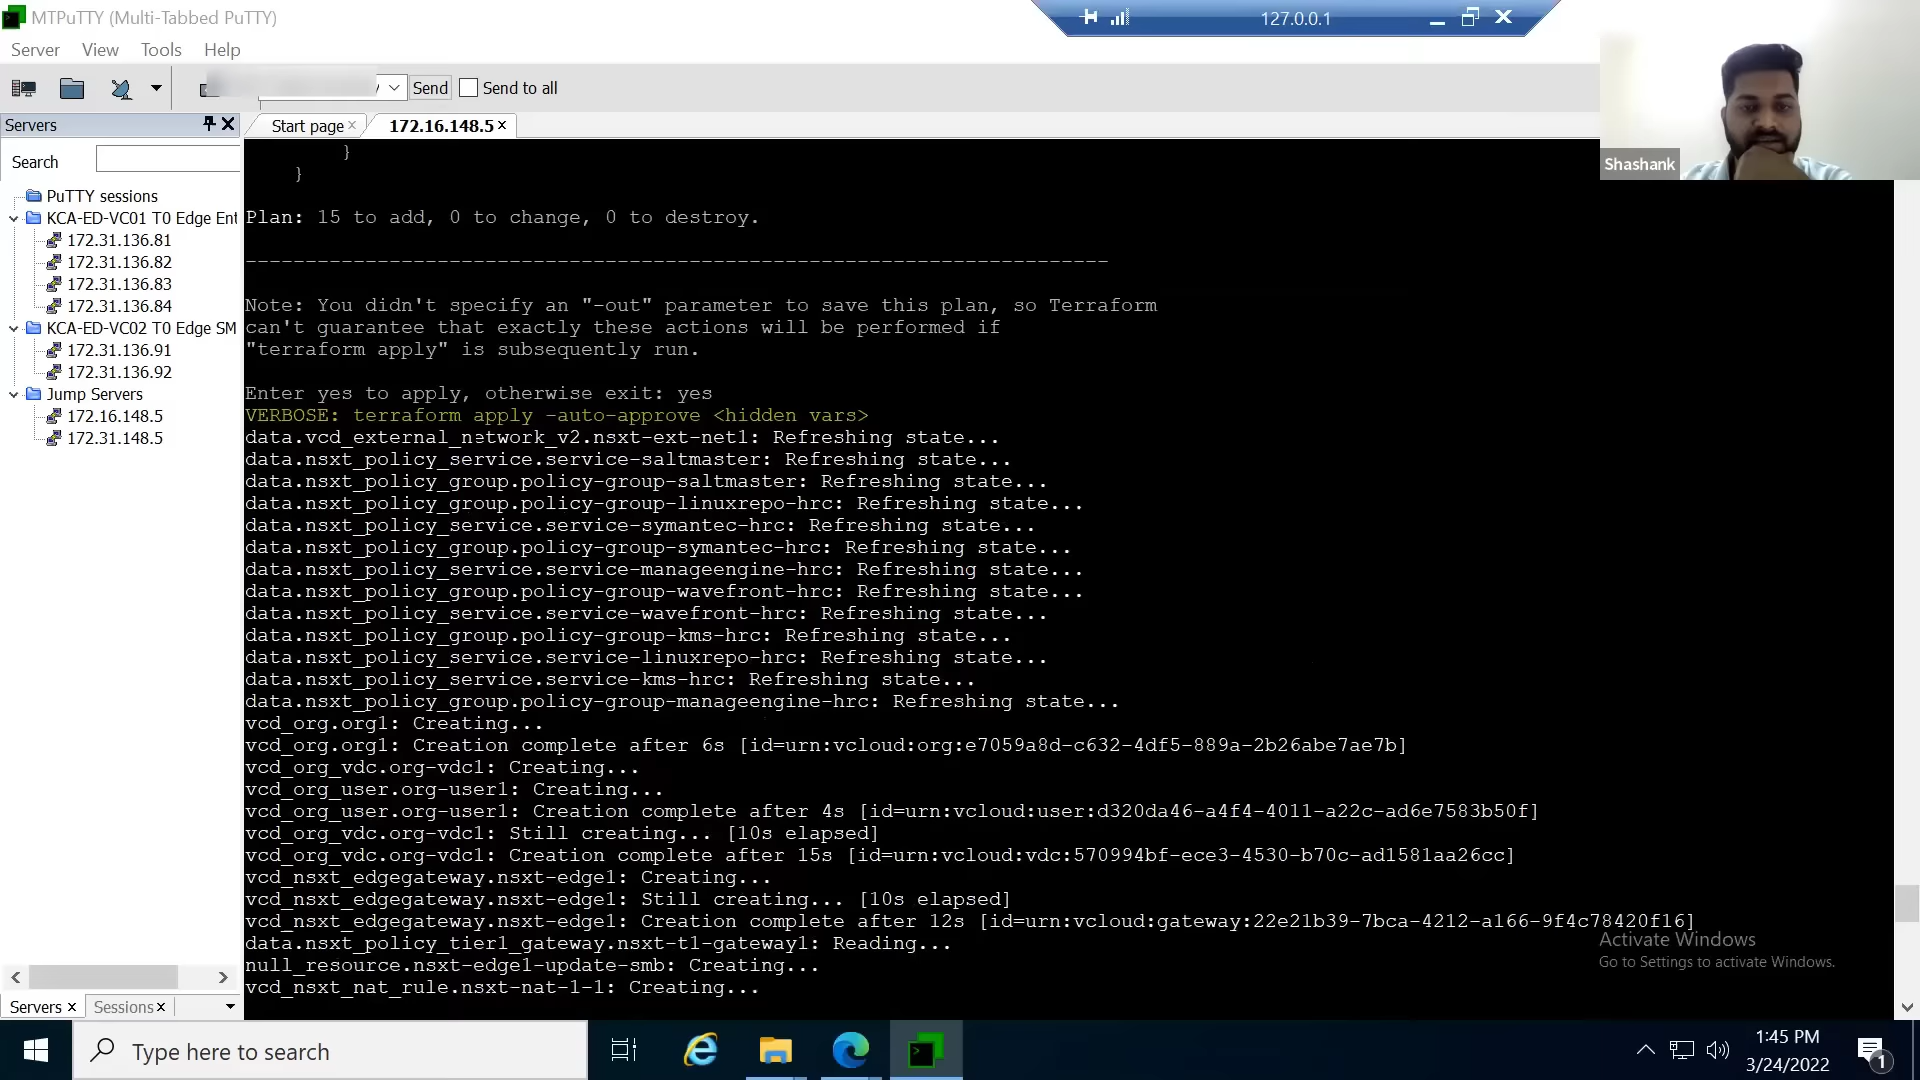 MTPuTTY (Multi-Tabbed PuTTY)
127.0.0.1
Server View Tools Help
Send
Send to all
Shashank
Servers
Start page
172.16.148.5
Search
PuTTY sessions
KCA-ED-VC01 T0 Edge Ent
172.31.136.81
172.31.136.82
172.31.136.83
172.31.136.84
KCA-ED-VC02 T0 Edge SM
172.31.136.91
172.31.136.92
Jump Servers
172.16.148.5
172.31.148.5
}
}
Plan: 15 to add, 0 to change, 0 to destroy.
------------------------------------------------------------------------
Note: You didn't specify an "-out" parameter to save this plan, so Terraform
can't guarantee that exactly these actions will be performed if
"terraform apply" is subsequently run.
Enter yes to apply, otherwise exit: yes
VERBOSE: terraform apply -auto-approve <hidden vars>
data.vcd_external_network_v2.nsxt-ext-net1: Refreshing state...
data.nsxt_policy_service.service-saltmaster: Refreshing state...
data.nsxt_policy_group.policy-group-saltmaster: Refreshing state...
data.nsxt_policy_group.policy-group-linuxrepo-hrc: Refreshing state...
data.nsxt_policy_service.service-symantec-hrc: Refreshing state...
data.nsxt_policy_group.policy-group-symantec-hrc: Refreshing state...
data.nsxt_policy_service.service-manageengine-hrc: Refreshing state...
data.nsxt_policy_group.policy-group-wavefront-hrc: Refreshing state...
data.nsxt_policy_service.service-wavefront-hrc: Refreshing state...
data.nsxt_policy_group.policy-group-kms-hrc: Refreshing state...
data.nsxt_policy_service.service-linuxrepo-hrc: Refreshing state...
data.nsxt_policy_service.service-kms-hrc: Refreshing state...
data.nsxt_policy_group.policy-group-manageengine-hrc: Refreshing state...
vcd_org.org1: Creating...
vcd_org.org1: Creation complete after 6s [id=urn:vcloud:org:e7059a8d-c632-4df5-889a-2b26abe7ae7b]
vcd_org_vdc.org-vdc1: Creating...
vcd_org_user.org-user1: Creating...
vcd_org_user.org-user1: Creation complete after 4s [id=urn:vcloud:user:d320da46-a4f4-4011-a22c-ad6e7583b50f]
vcd_org_vdc.org-vdc1: Still creating... [10s elapsed]
vcd_org_vdc.org-vdc1: Creation complete after 15s [id=urn:vcloud:vdc:570994bf-ece3-4530-b70c-ad1581aa26cc]
vcd_nsxt_edgegateway.nsxt-edge1: Creating...
vcd_nsxt_edgegateway.nsxt-edge1: Still creating... [10s elapsed]
vcd_nsxt_edgegateway.nsxt-edge1: Creation complete after 12s [id=urn:vcloud:gateway:22e21b39-7bca-4212-a166-9f4c78420f16]
data.nsxt_policy_tier1_gateway.nsxt-t1-gateway1: Reading...
null_resource.nsxt-edge1-update-smb: Creating...
vcd_nsxt_nat_rule.nsxt-nat-1-1: Creating...
Activate Windows
Go to Settings to activate Windows.
Servers Sessions
Type here to search
1:45 PM
3/24/2022
1